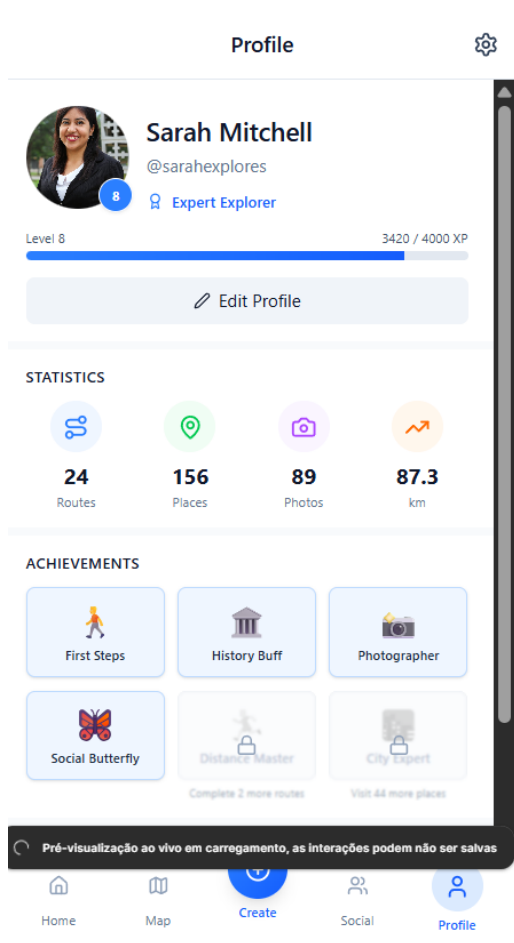 Profile
Sarah Mitchell
@sarahexplores
8
Expert Explorer
Level 8
3420 / 4000 XP
Edit Profile
STATISTICS
24
156
89
87.3
Routes
Places
Photos
km
ACHIEVEMENTS
First Steps
History Buff
Photographer
Social Butterfly
Distance Master
City Expert
Complete 2 more routes
Visit 44 more places
Pré-visualização ao vivo em carregamento, as interações podem não ser salvas
Home
Map
Create
Social
Profile